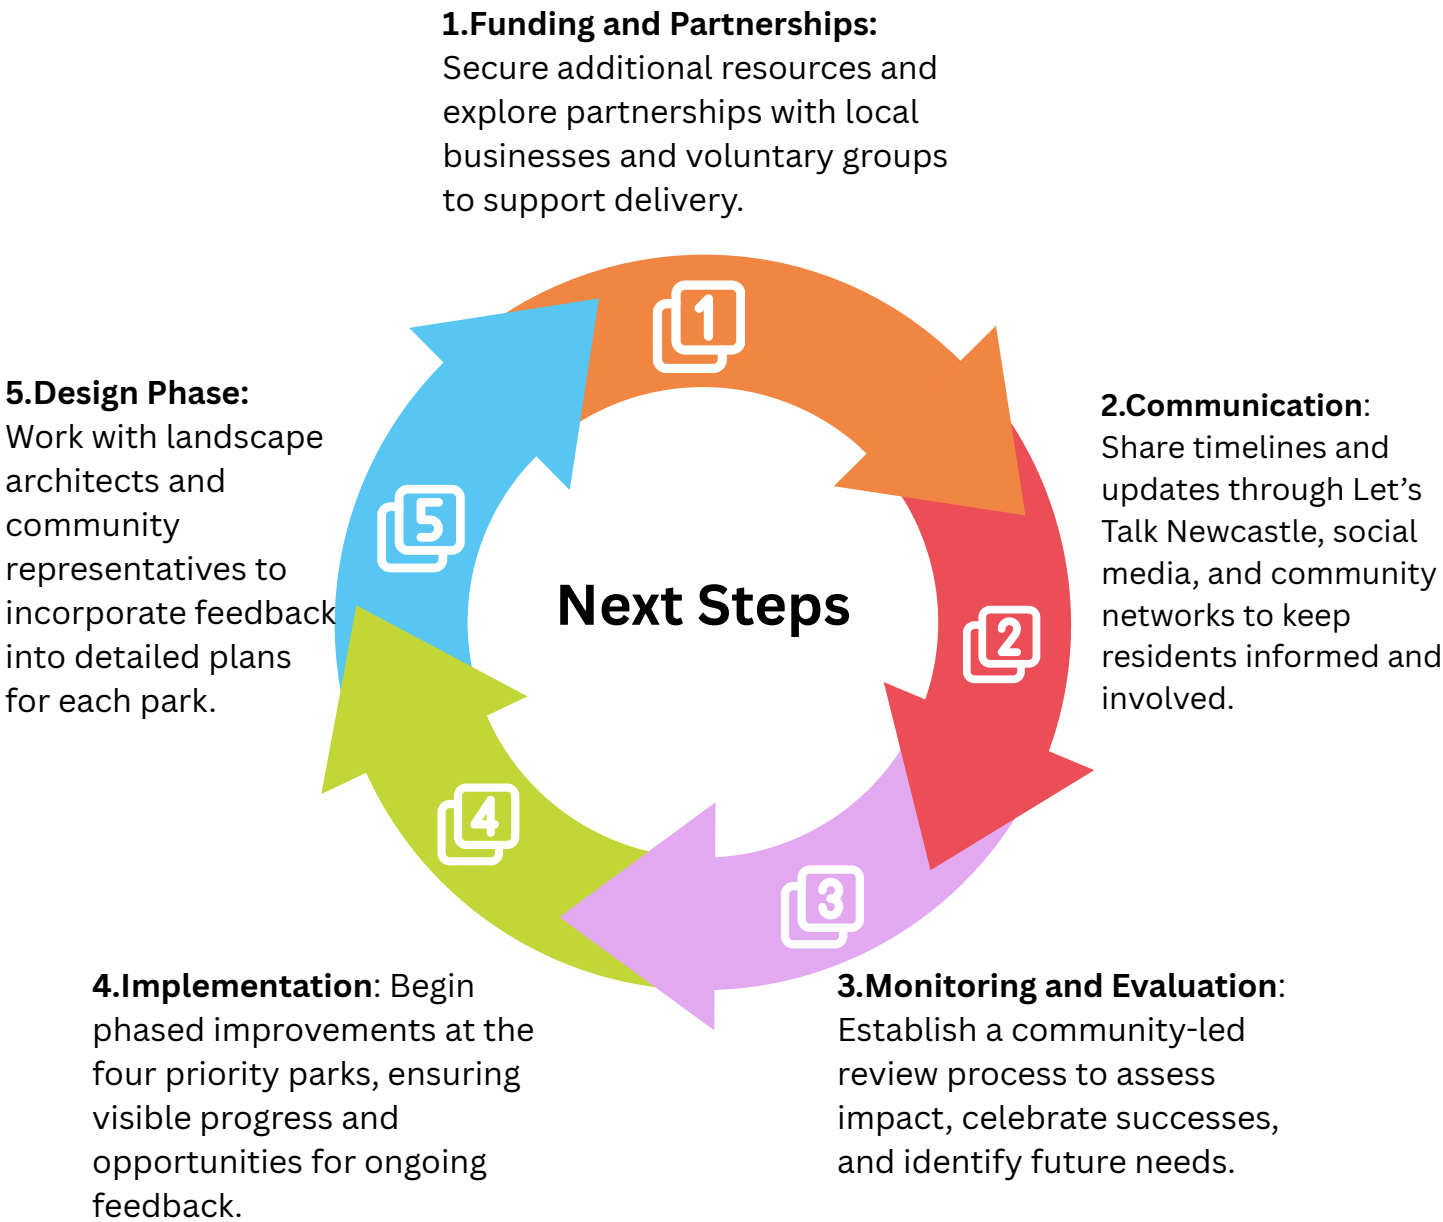 1.Funding and Partnerships:
Secure additional resources and
explore partnerships with local
businesses and voluntary groups
to support delivery.
1
2.Communication:
Share timelines and
updates through Let’s
Talk Newcastle, social
media, and community
networks to keep
residents informed and
involved.
2
3.Monitoring and Evaluation:
Establish a community-led
review process to assess
impact, celebrate successes,
and identify future needs.
3
4.Implementation: Begin
phased improvements at the
four priority parks, ensuring
visible progress and
opportunities for ongoing
feedback.
4
5.Design Phase:
Work with landscape
architects and
community
representatives to
incorporate feedback
into detailed plans
for each park.
5
Next Steps